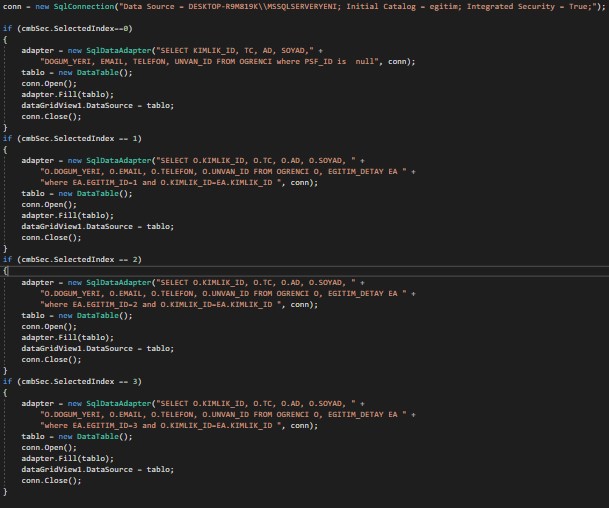 conn = new SqlConnection("Data Source = DESKTOP-R9M819K\\MSSQLSERVERYENI; Initial Catalog = egitim; Integrated Security = True;");
if (cmbSec.SelectedIndex==0)
{
adapter = new SqlDataAdapter("SELECT KIMLIK_ID, TC, AD, SOYAD," +
"DOGUM_YERI, EMAIL, TELEFON, UNVAN_ID FROM OGRENCI where PSF_ID is  null", conn);
tablo = new DataTable();
conn.Open();
adapter.Fill(tablo);
dataGridView1.DataSource = tablo;
conn.Close();
}
if (cmbSec.SelectedIndex == 1)
{
adapter = new SqlDataAdapter("SELECT O.KIMLIK_ID, O.TC, O.AD, O.SOYAD, " +
"O.DOGUM_YERI, O.EMAIL, O.TELEFON, O.UNVAN_ID FROM OGRENCI O, EGITIM_DETAY EA " +
"where EA.EGITIM_ID=1 and O.KIMLIK_ID=EA.KIMLIK_ID ", conn);
tablo = new DataTable();
conn.Open();
adapter.Fill(tablo);
dataGridView1.DataSource = tablo;
conn.Close();
}
if (cmbSec.SelectedIndex == 2)
{
adapter = new SqlDataAdapter("SELECT O.KIMLIK_ID, O.TC, O.AD, O.SOYAD, " +
"O.DOGUM_YERI, O.EMAIL, O.TELEFON, O.UNVAN_ID FROM OGRENCI O, EGITIM_DETAY EA " +
"where EA.EGITIM_ID=2 and O.KIMLIK_ID=EA.KIMLIK_ID ", conn);
tablo = new DataTable();
conn.Open();
adapter.Fill(tablo);
dataGridView1.DataSource = tablo;
conn.Close();
}
if (cmbSec.SelectedIndex == 3)
{
adapter = new SqlDataAdapter("SELECT O.KIMLIK_ID, O.TC, O.AD, O.SOYAD, " +
"O.DOGUM_YERI, O.EMAIL, O.TELEFON, O.UNVAN_ID FROM OGRENCI O, EGITIM_DETAY EA " +
"where EA.EGITIM_ID=3 and O.KIMLIK_ID=EA.KIMLIK_ID ", conn);
tablo = new DataTable();
conn.Open();
adapter.Fill(tablo);
dataGridView1.DataSource = tablo;
conn.Close();
}